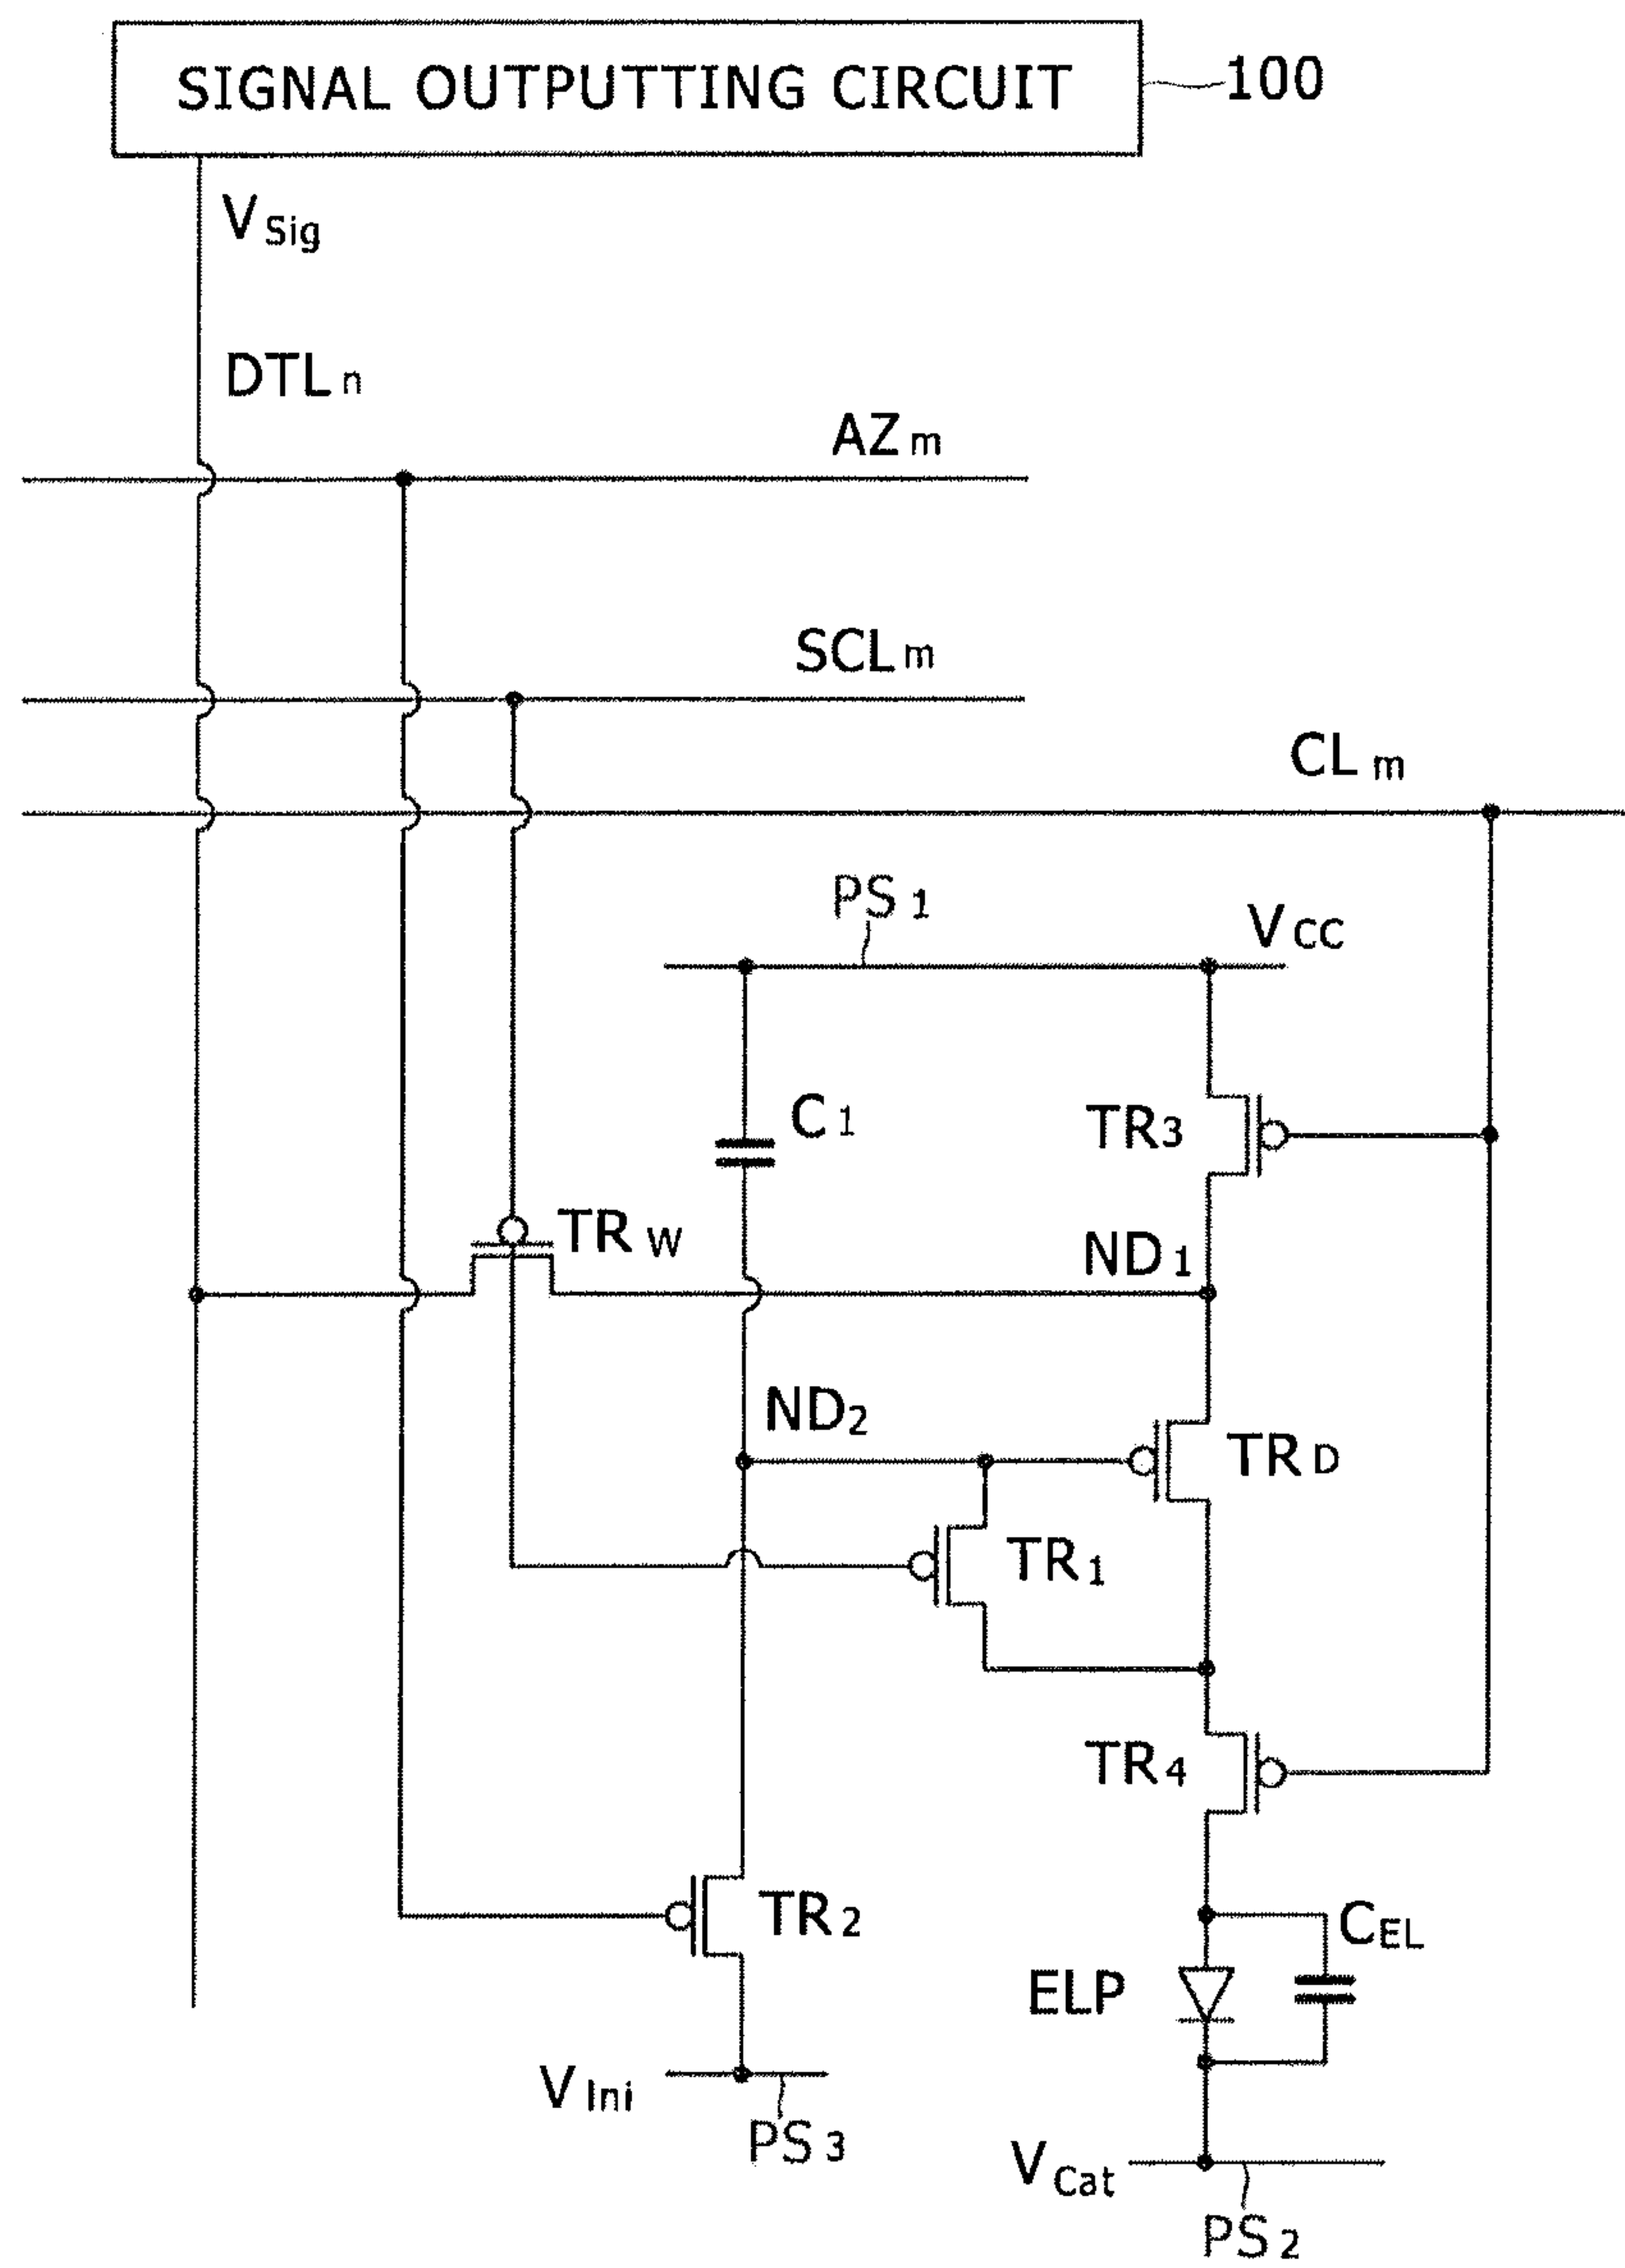 SIGNAL OUTPUTTING CIRCUIT
100
VSig
DTLn
AZm
SCLm
CLm
PS1
VCC
C1
TR3
TRW
ND1
ND2
TRD
TR1
TR4
TR2
CEL
ELP
VIni
PS3
VCat
PS2